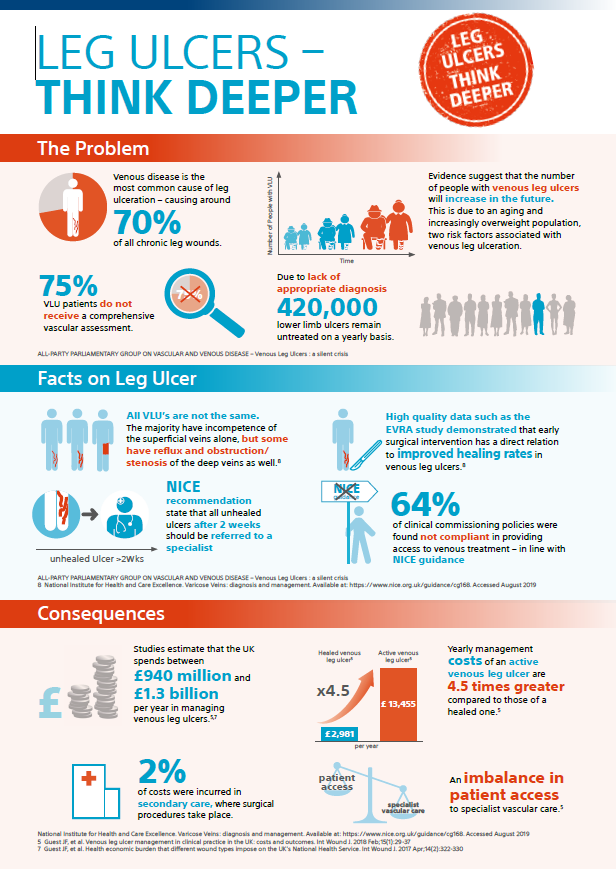 LEG ULCERS –
THINK DEEPER
LEG
ULCERS
THINK
DEEPER
The Problem
Venous disease is the
most common cause of leg
ulceration – causing around
70%
of all chronic leg wounds.
Number of People with VLU
Time
Evidence suggest that the number
of people with venous leg ulcers
will increase in the future.
This is due to an aging and
increasingly overweight population,
two risk factors associated with
venous leg ulceration.
75%
VLU patients do not
receive a comprehensive
vascular assessment.
Due to lack of
appropriate diagnosis
420,000
lower limb ulcers remain
untreated on a yearly basis.
ALL-PARTY PARLIAMENTARY GROUP ON VASCULAR AND VENOUS DISEASE – Venous Leg Ulcers : a silent crisis
Facts on Leg Ulcer
All VLU's are not the same.
The majority have incompetence of
the superficial veins alone, but some
have reflux and obstruction/
stenosis of the deep veins as well.⁸
High quality data such as the
EVRA study demonstrated that early
surgical intervention has a direct relation
to improved healing rates in
venous leg ulcers.⁸
unhealed Ulcer >2Wks
NICE
recommendation
state that all unhealed
ulcers after 2 weeks
should be referred to a
specialist
NICE
guidance
64%
of clinical commissioning policies were
found not compliant in providing
access to venous treatment – in line with
NICE guidance
ALL-PARTY PARLIAMENTARY GROUP ON VASCULAR AND VENOUS DISEASE – Venous Leg Ulcers : a silent crisis
8 National Institute for Health and Care Excellence. Varicose Veins: diagnosis and management. Available at: https://www.nice.org.uk/guidance/cg168. Accessed August 2019
Consequences
£
Studies estimate that the UK
spends between
£940 million and
£1.3 billion
per year in managing
venous leg ulcers.⁵,⁷
Healed venous
leg ulcer⁵
Active venous
leg ulcer⁵
x4.5
£2,981
£ 13,455
per year
Yearly management
costs of an active
venous leg ulcer are
4.5 times greater
compared to those of a
healed one.⁵
2%
of costs were incurred in
secondary care, where surgical
procedures take place.
patient
access
specialist
vascular care
An imbalance in
patient access
to specialist vascular care.⁵
National Institute for Health and Care Excellence. Varicose Veins: diagnosis and management. Available at: https://www.nice.org.uk/guidance/cg168. Accessed August 2019
5 Guest JF, et al. Venous leg ulcer management in clinical practice in the UK: costs and outcomes. Int Wound J. 2018 Feb;15(1):29-37
7 Guest JF, et al. Health economic burden that different wound types impose on the UK's National Health Service. Int Wound J. 2017 Apr;14(2):322-330